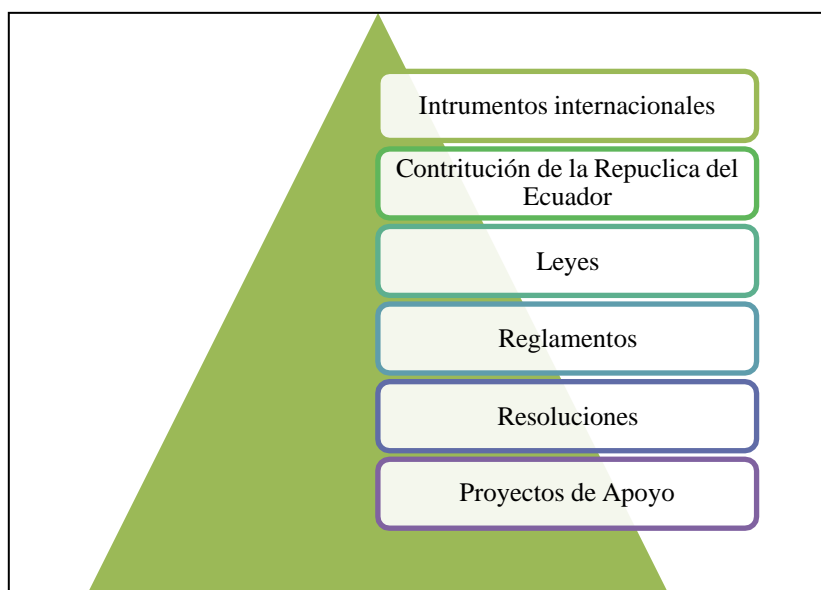 Intrumentos internacionales
Contritución de la Repuclica del
Ecuador
Leyes
Reglamentos
Resoluciones
Proyectos de Apoyo